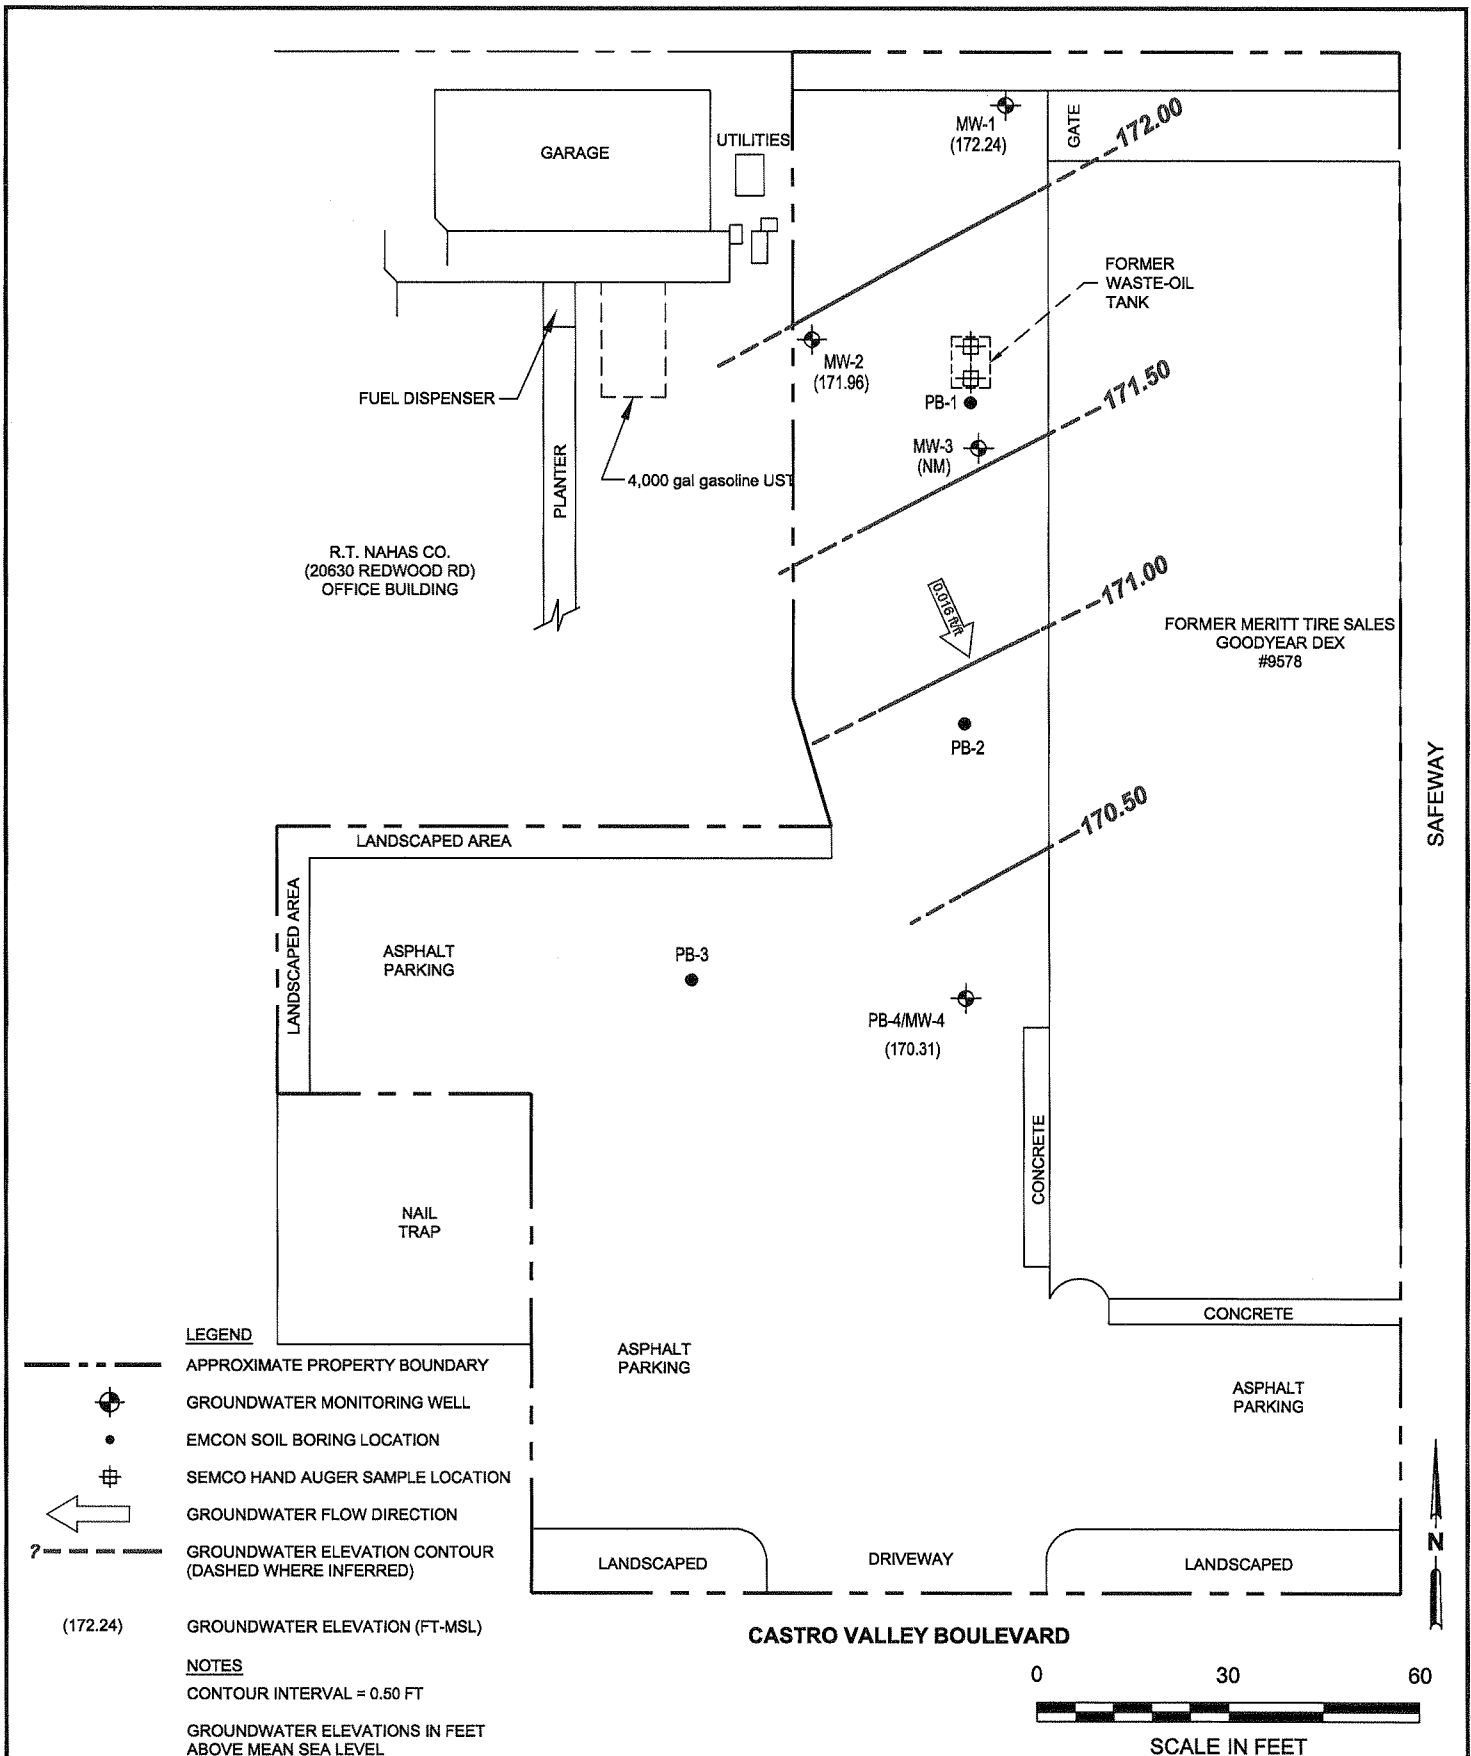 MW-1
(172.24)
GATE
172.00
GARAGE
UTILITIES
FORMER
WASTE-OIL
TANK
MW-2
(171.96)
171.50
FUEL DISPENSER
PB-1
MW-3
(NM)
PLANTER
4,000 gal gasoline UST
R.T. NAHAS CO.
(20630 REDWOOD RD)
OFFICE BUILDING
0.016 ft/ft
171.00
FORMER MERITT TIRE SALES
GOODYEAR DEX
#9578
PB-2
SAFEWAY
170.50
LANDSCAPED AREA
LANDSCAPED AREA
ASPHALT
PARKING
PB-3
PB-4/MW-4
(170.31)
CONCRETE
NAIL
TRAP
CONCRETE
ASPHALT
PARKING
ASPHALT
PARKING
LANDSCAPED
DRIVEWAY
LANDSCAPED
CASTRO VALLEY BOULEVARD
LEGEND
APPROXIMATE PROPERTY BOUNDARY
GROUNDWATER MONITORING WELL
EMCON SOIL BORING LOCATION
SEMCO HAND AUGER SAMPLE LOCATION
GROUNDWATER FLOW DIRECTION
? GROUNDWATER ELEVATION CONTOUR
(DASHED WHERE INFERRED)
(172.24) GROUNDWATER ELEVATION (FT-MSL)
NOTES
CONTOUR INTERVAL = 0.50 FT
GROUNDWATER ELEVATIONS IN FEET
ABOVE MEAN SEA LEVEL
N
0 30 60
SCALE IN FEET